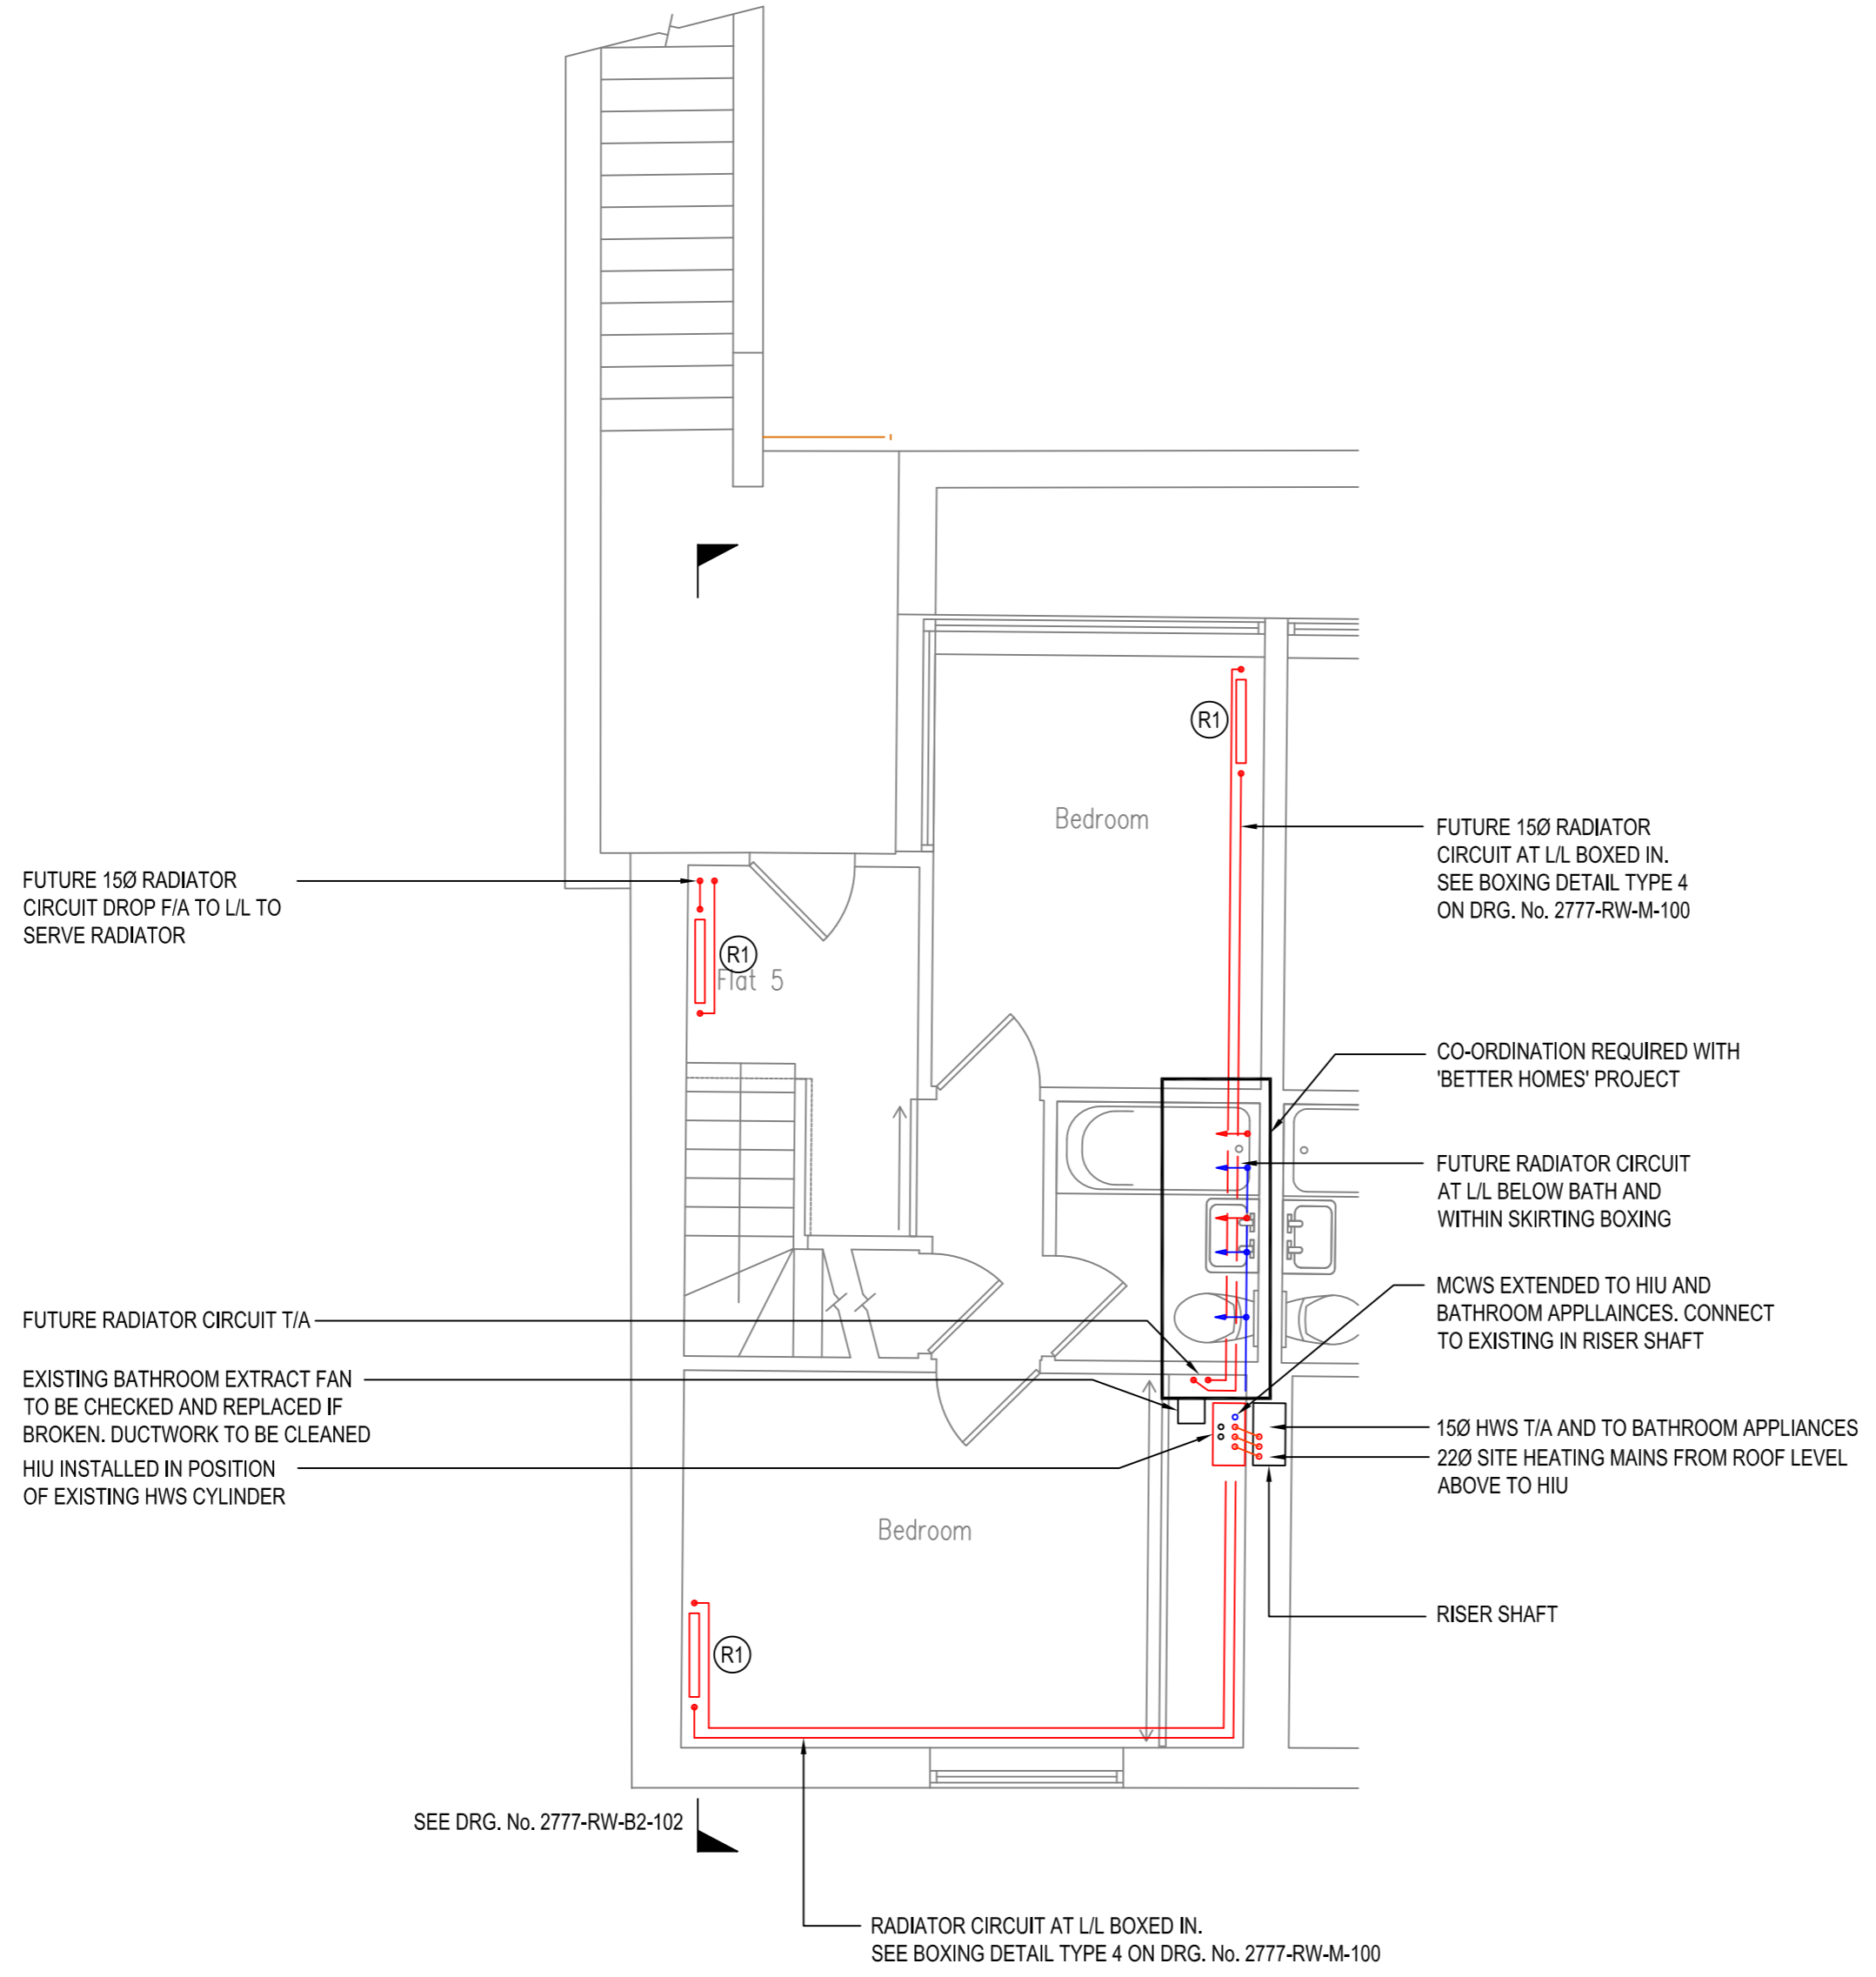 R1
Bedroom
FUTURE 15Ø RADIATOR
CIRCUIT AT L/L BOXED IN.
SEE BOXING DETAIL TYPE 4
ON DRG. No. 2777-RW-M-100
FUTURE 15Ø RADIATOR
CIRCUIT DROP F/A TO L/L TO
SERVE RADIATOR
R1
Flat 5
CO-ORDINATION REQUIRED WITH
'BETTER HOMES' PROJECT
FUTURE RADIATOR CIRCUIT
AT L/L BELOW BATH AND
WITHIN SKIRTING BOXING
MCWS EXTENDED TO HIU AND
BATHROOM APPLLAINCES. CONNECT
TO EXISTING IN RISER SHAFT
FUTURE RADIATOR CIRCUIT T/A
EXISTING BATHROOM EXTRACT FAN
TO BE CHECKED AND REPLACED IF
BROKEN. DUCTWORK TO BE CLEANED
HIU INSTALLED IN POSITION
OF EXISTING HWS CYLINDER
15Ø HWS T/A AND TO BATHROOM APPLIANCES
22Ø SITE HEATING MAINS FROM ROOF LEVEL
ABOVE TO HIU
Bedroom
RISER SHAFT
R1
SEE DRG. No. 2777-RW-B2-102
RADIATOR CIRCUIT AT L/L BOXED IN.
SEE BOXING DETAIL TYPE 4 ON DRG. No. 2777-RW-M-100